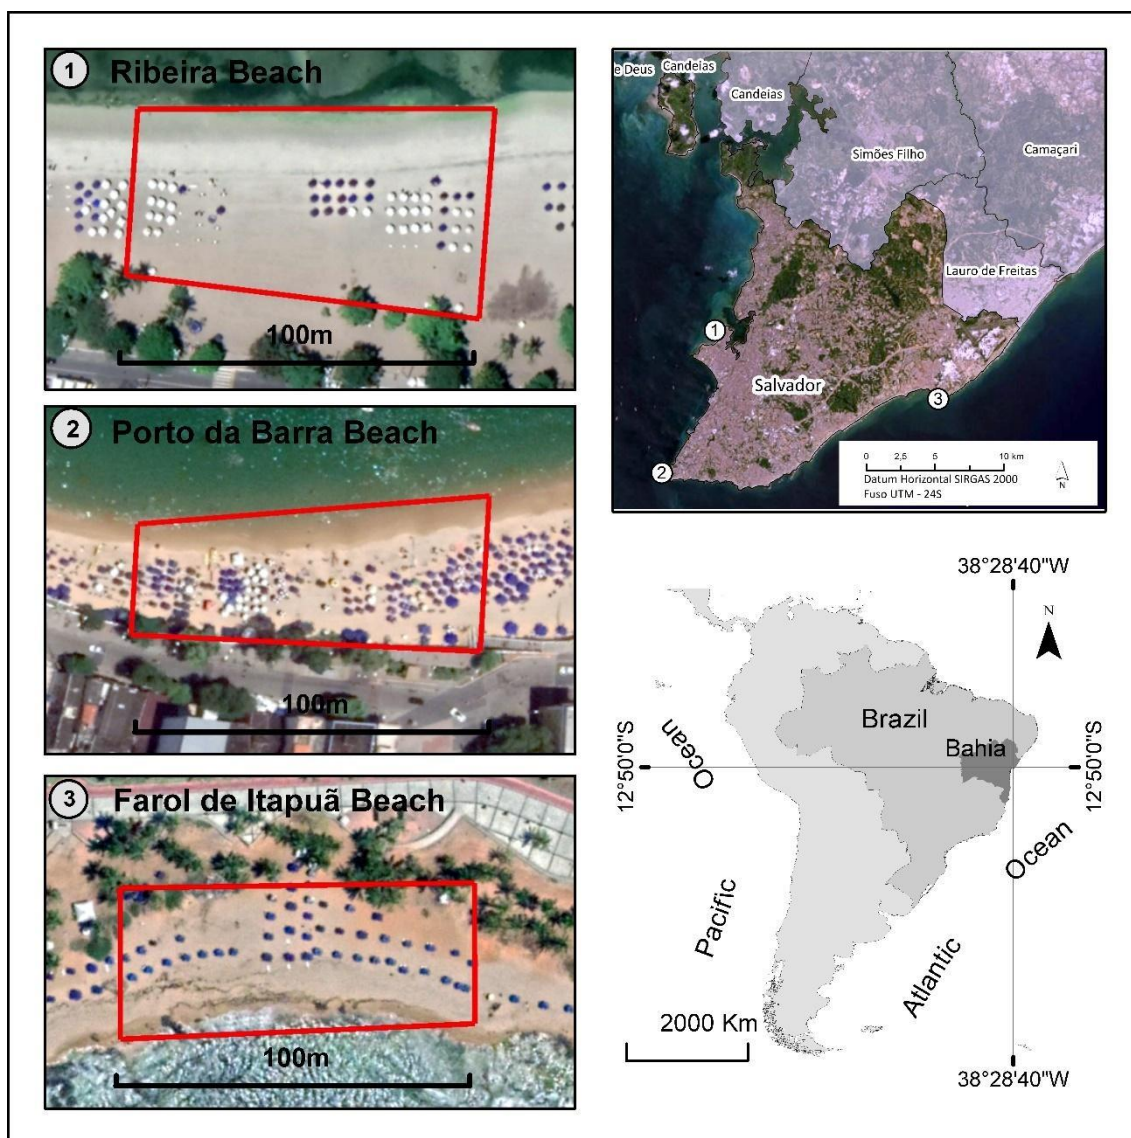 1 Ribeira Beach
100m
2 Porto da Barra Beach
100m
3 Farol de Itapuã Beach
100m
e Deus
Candeias
Candeias
Simões Filho
Camaçari
Lauro de Freitas
1
Salvador
3
2
0 2,5 5 10 km
Datum Horizontal SIRGAS 2000
Fuso UTM - 24S
N
38°28'40"W
N
Brazil
Bahia
12°50'0"S
12°50'0"S
Pacific Ocean
Atlantic Ocean
2000 Km
38°28'40"W